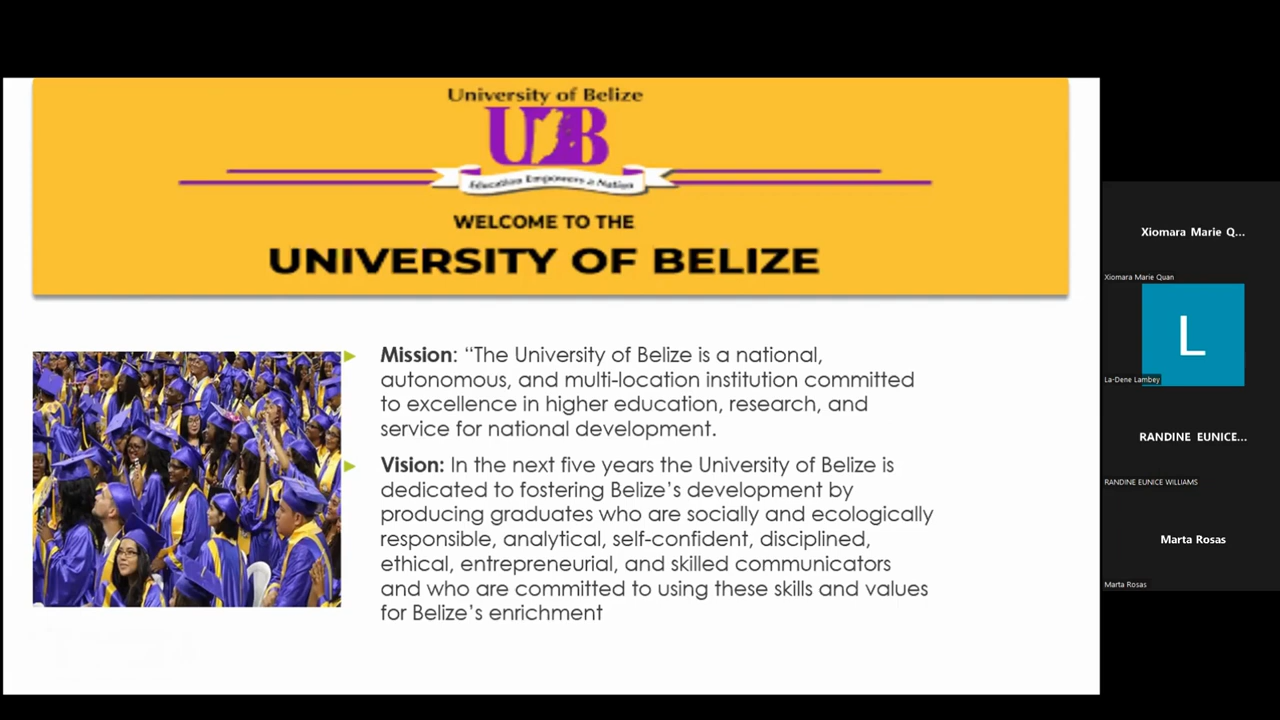 University of Belize
UB
Education Empowers a Nation
WELCOME TO THE
UNIVERSITY OF BELIZE
Mission: “The University of Belize is a national,
autonomous, and multi-location institution committed
to excellence in higher education, research, and
service for national development.
Vision: In the next five years the University of Belize is
dedicated to fostering Belize’s development by
producing graduates who are socially and ecologically
responsible, analytical, self-confident, disciplined,
ethical, entrepreneurial, and skilled communicators
and who are committed to using these skills and values
for Belize’s enrichment
Xiomara Marie Q...
Xiomara Marie Quan
L
La-Dene Lambey
RANDINE EUNICE...
RANDINE EUNICE WILLIAMS
Marta Rosas
Marta Rosas